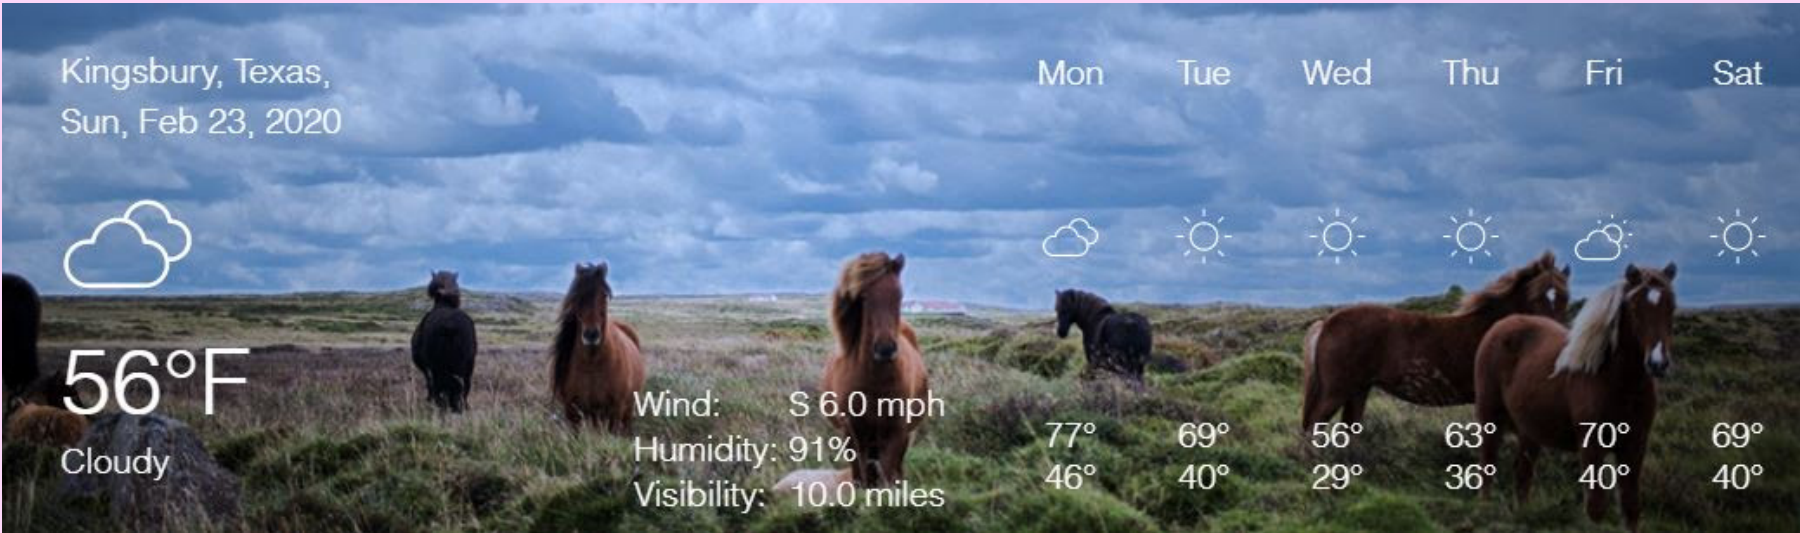 Kingsbury, Texas,
Sun, Feb 23, 2020
56°F
Cloudy
Wind: S 6.0 mph
Humidity: 91%
Visibility: 10.0 miles
Mon Tue Wed Thu Fri Sat
77° 69° 56° 63° 70° 69°
46° 40° 29° 36° 40° 40°